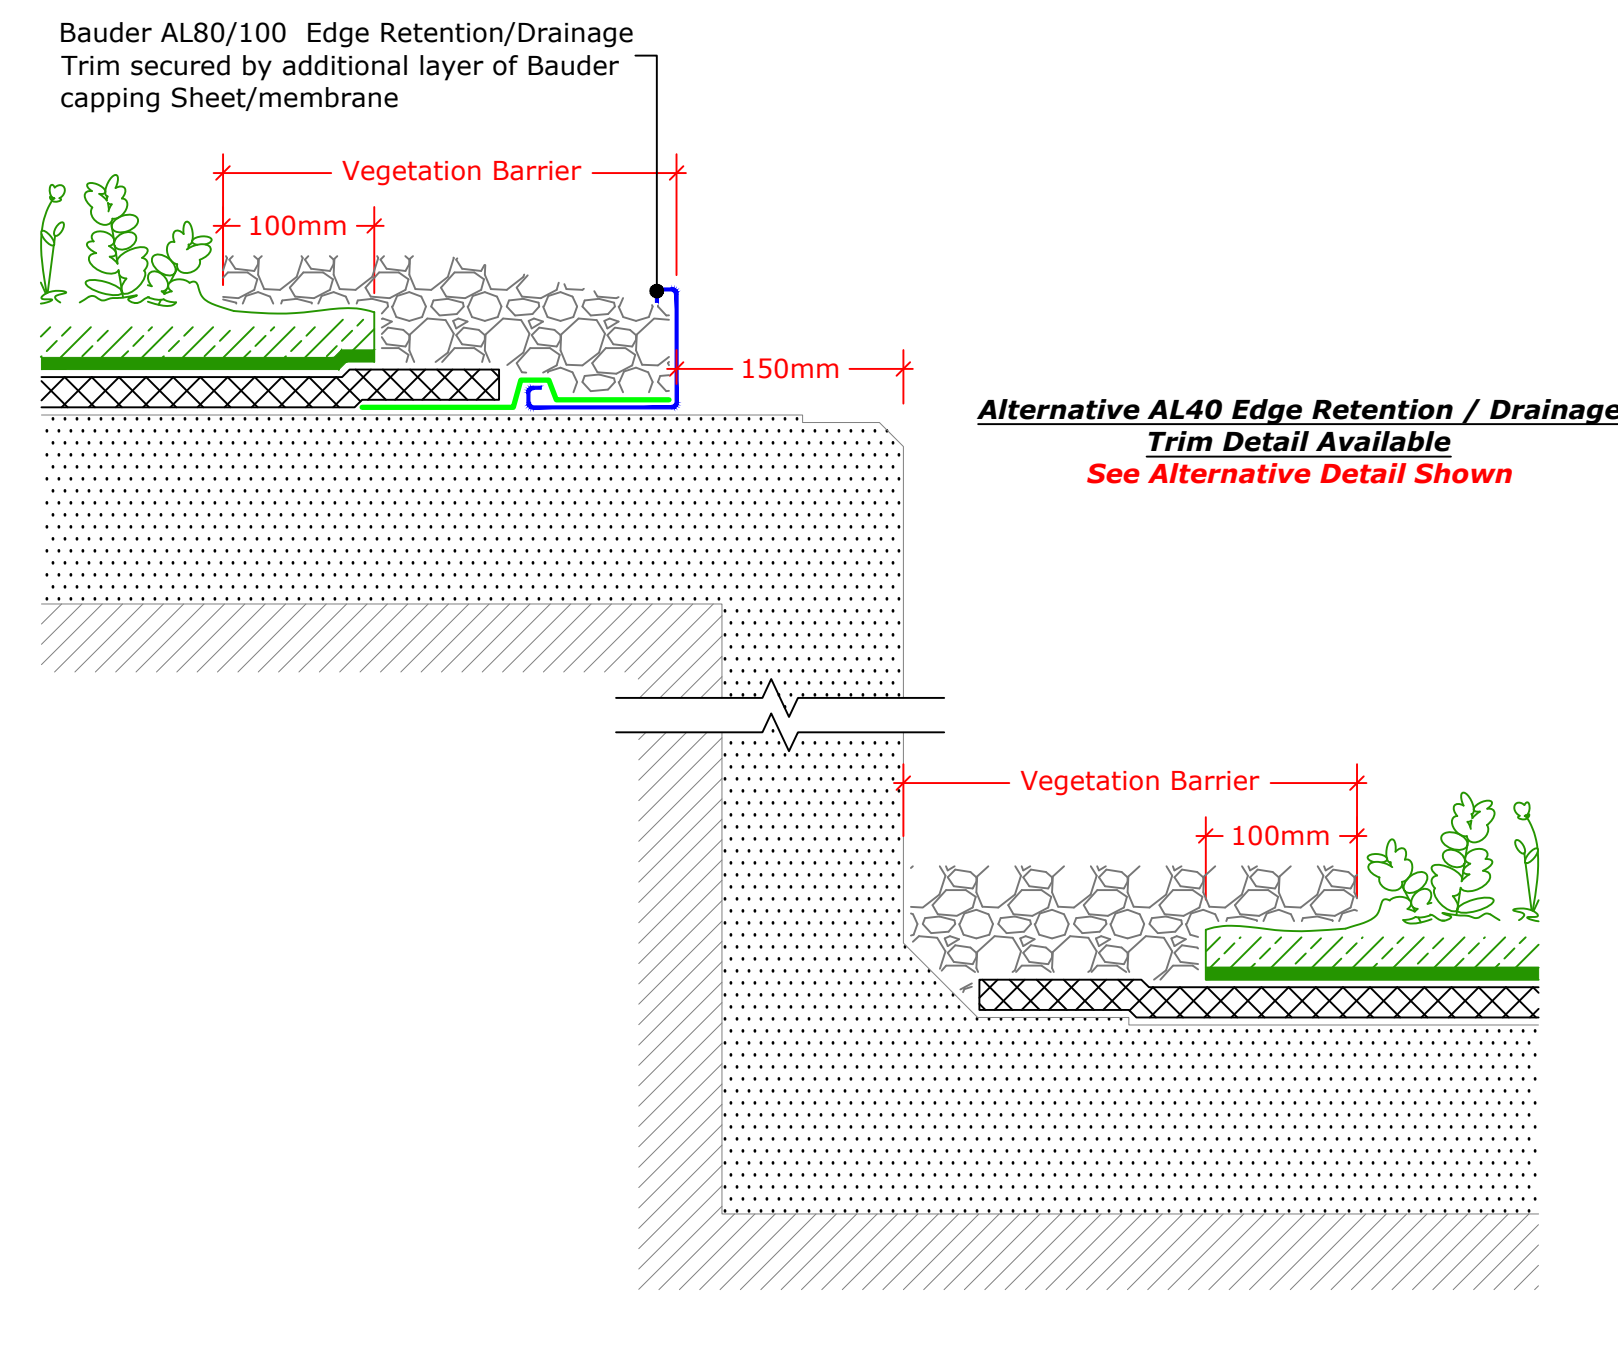 Bauder AL80/100  Edge Retention/Drainage
Trim secured by additional layer of Bauder
capping Sheet/membrane
Vegetation Barrier
100mm
150mm
Alternative AL40 Edge Retention / Drainage
Trim Detail Available
See Alternative Detail Shown
Vegetation Barrier
100mm